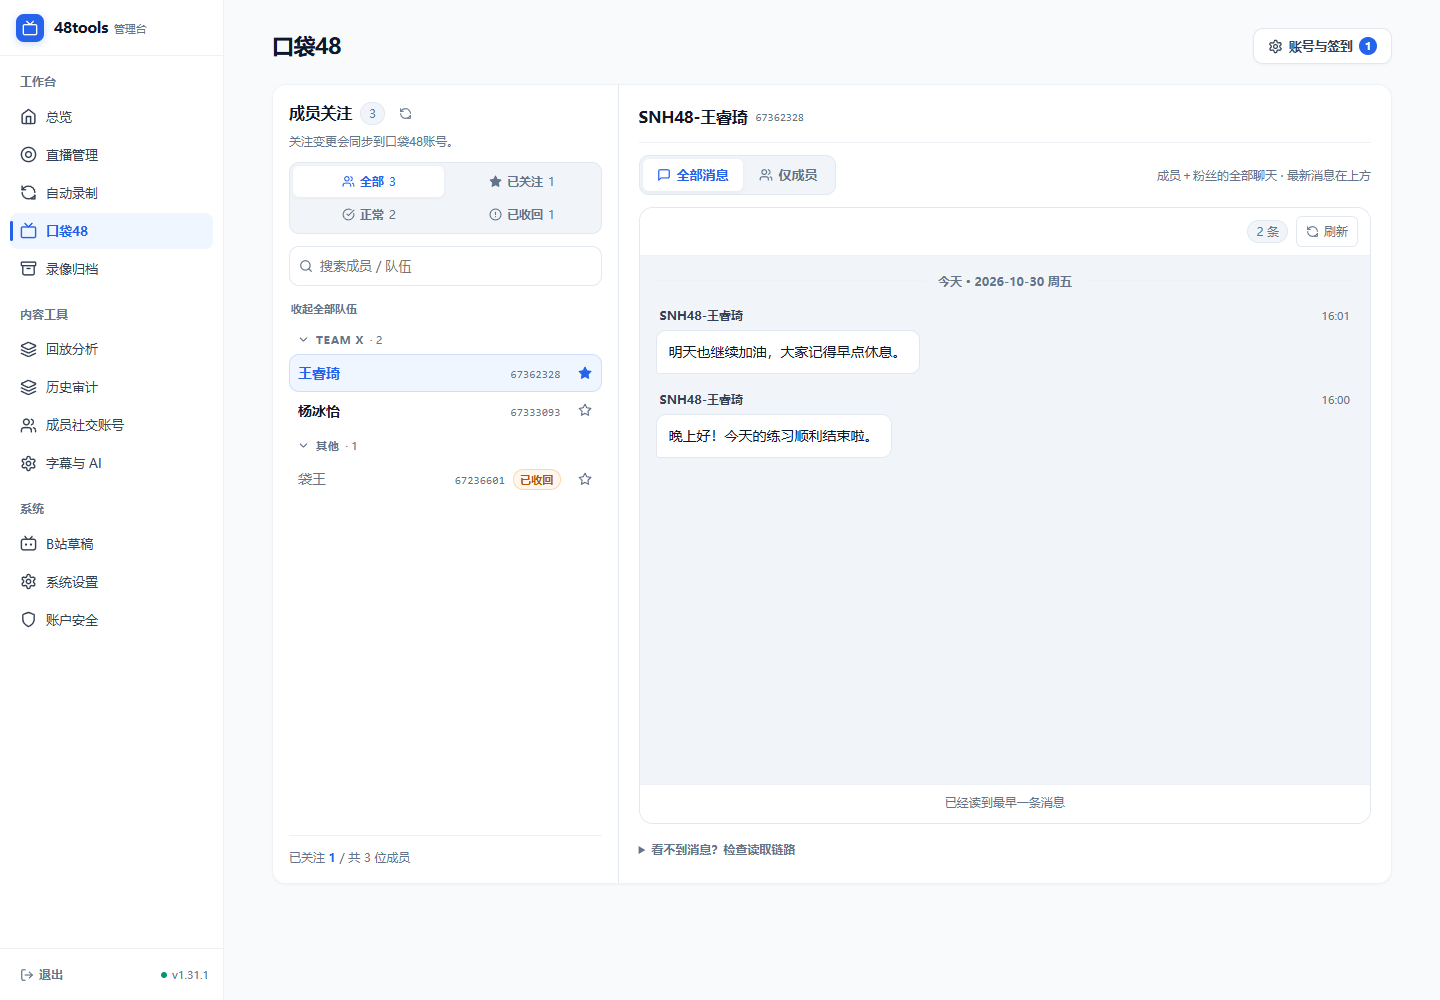 48tools 管理台
工作台
总览
直播管理
自动录制
口袋48
录像归档
内容工具
回放分析
历史审计
成员社交账号
字幕与 AI
系统
B站草稿
系统设置
账户安全
退出
v1.31.1
口袋48
账号与签到 1
成员关注 3
关注变更会同步到口袋48账号。
全部 3
已关注 1
正常 2
已收回 1
搜索成员 / 队伍
收起全部队伍
TEAM X · 2
王睿琦 67362328
杨冰怡 67333093
其他 · 1
袋王 67236601 已收回
已关注 1 / 共 3 位成员
SNH48-王睿琦 67362328
全部消息
仅成员
成员 + 粉丝的全部聊天 · 最新消息在上方
2 条
刷新
今天 • 2026-10-30 周五
SNH48-王睿琦 16:01
明天也继续加油，大家记得早点休息。
SNH48-王睿琦 16:00
晚上好！今天的练习顺利结束啦。
已经读到最早一条消息
看不到消息？检查读取链路